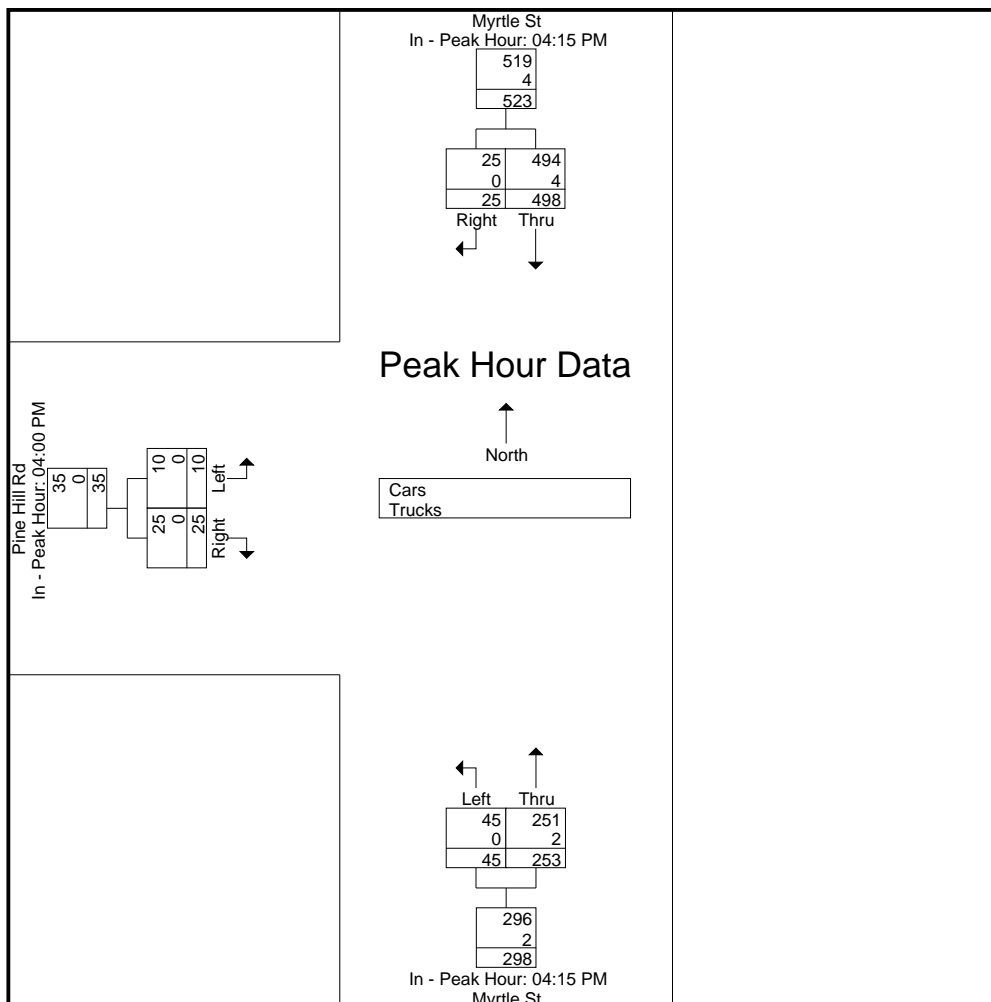 Myrtle St
In - Peak Hour: 04:15 PM
519
4
523
25 494
0 4
25 498
Right Thru
Peak Hour Data
North
Cars
Trucks
Pine Hill Rd
In - Peak Hour: 04:00 PM
35
0
35
10 0 10
Left
25 0 25
Right
Left Thru
45 251
0 2
45 253
296
2
298
In - Peak Hour: 04:15 PM
Myrtle St